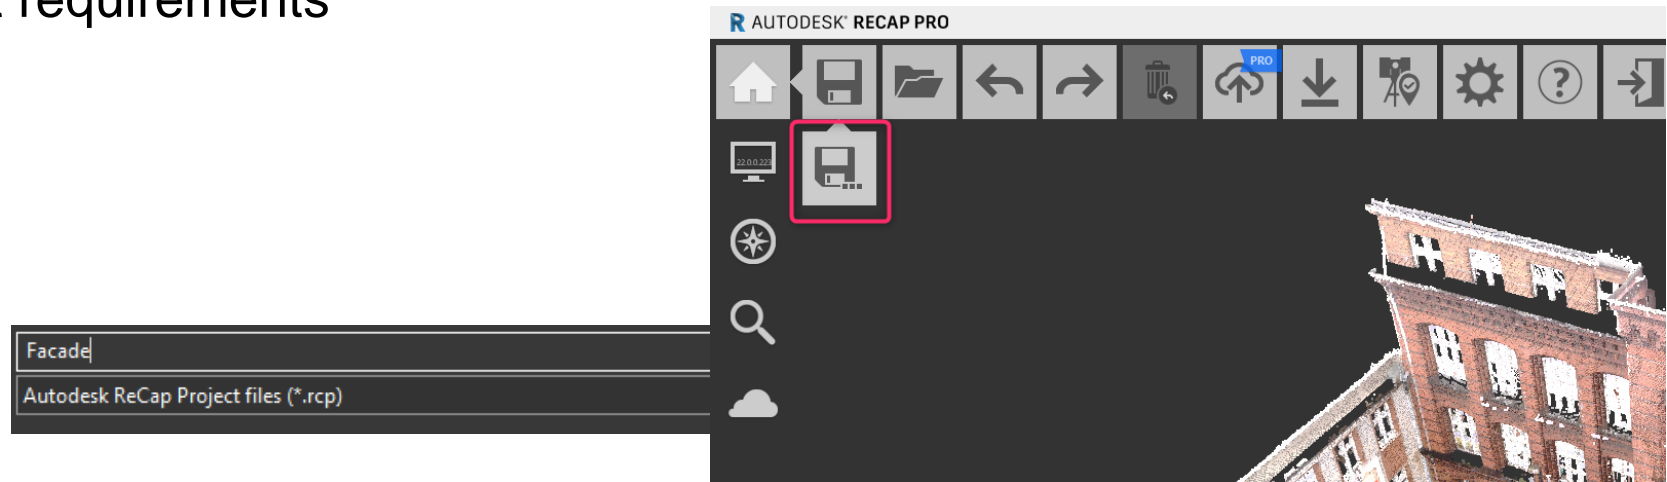 requirements
AUTODESK® RECAP PRO
PRO
?
22.0.0.223
Facade
Autodesk ReCap Project files (*.rcp)